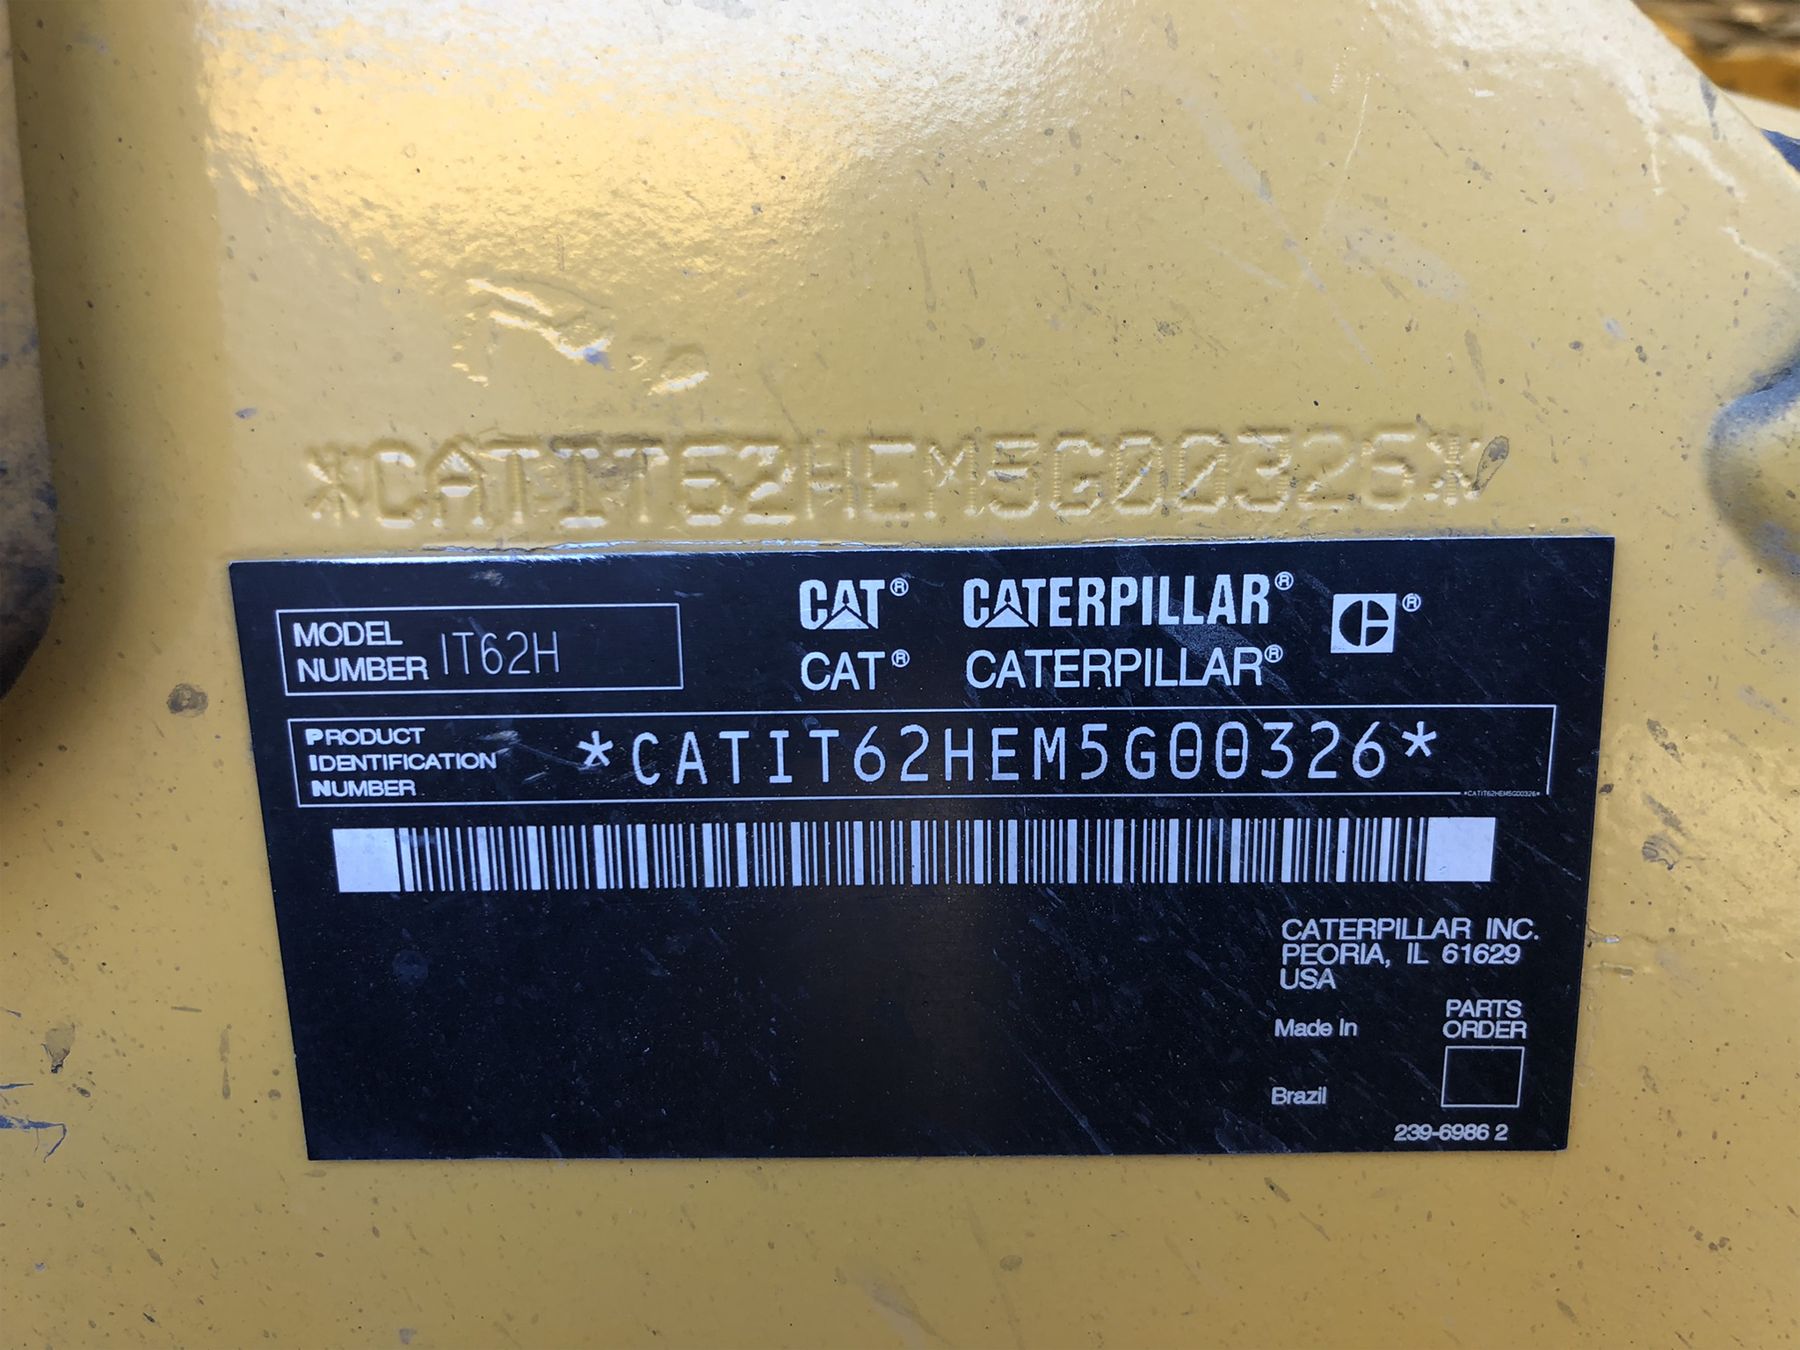 *CATIT62HEM5G00326*
CAT® CATERPILLAR® C®
CAT® CATERPILLAR®
MODEL
NUMBER IT62H
PRODUCT
IDENTIFICATION
NUMBER
*CATIT62HEM5G00326*
*CATIT62HEM5G00326*
CATERPILLAR INC.
PEORIA, IL 61629
USA
Made In
Brazil
PARTS
ORDER
239-6986 2